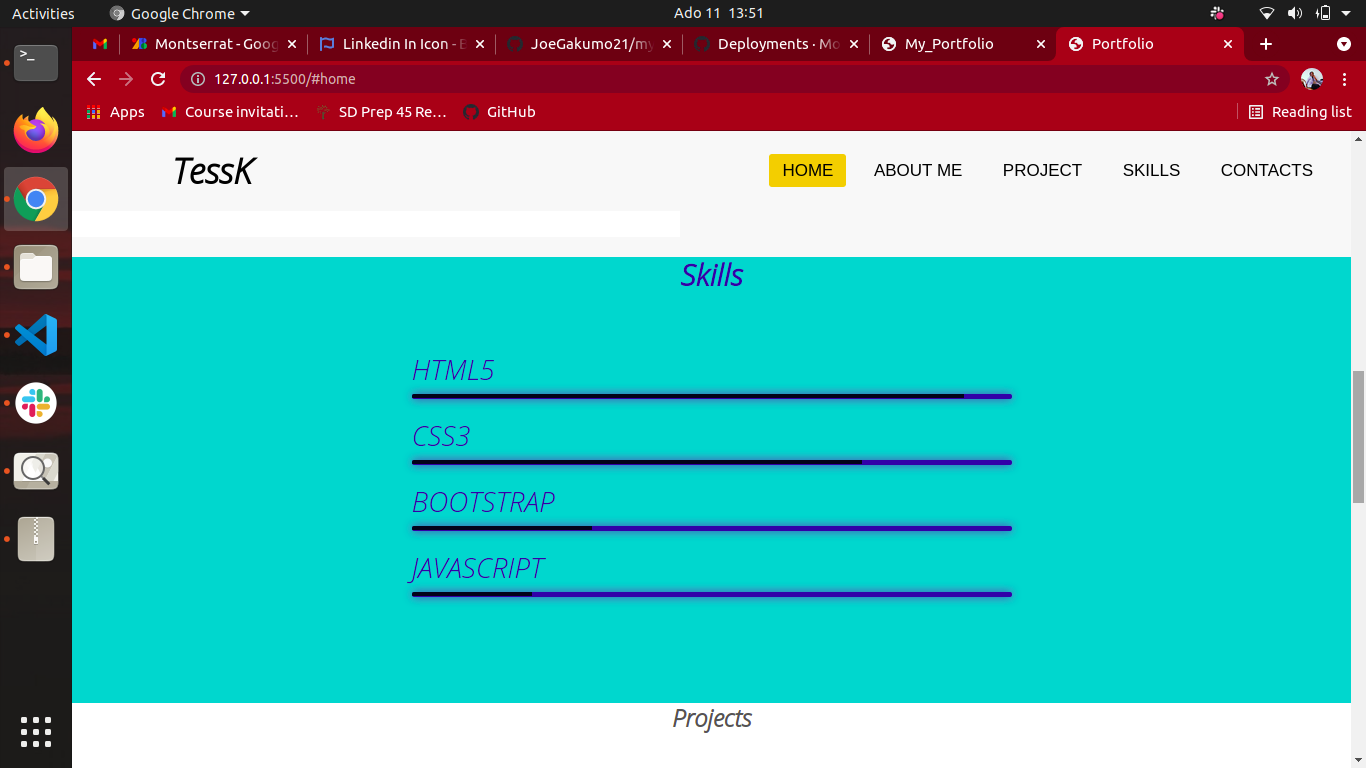 Activities Google Chrome Ado 11 13:51
Montserrat - Goog Linkedin In Icon - JoeGakumo21/my Deployments · Mo My_Portfolio Portfolio
127.0.0.1:5500/#home
Apps Course invitati… SD Prep 45 Re… GitHub Reading list
TessK HOME ABOUT ME PROJECT SKILLS CONTACTS
Skills
HTML5
CSS3
BOOTSTRAP
JAVASCRIPT
Projects